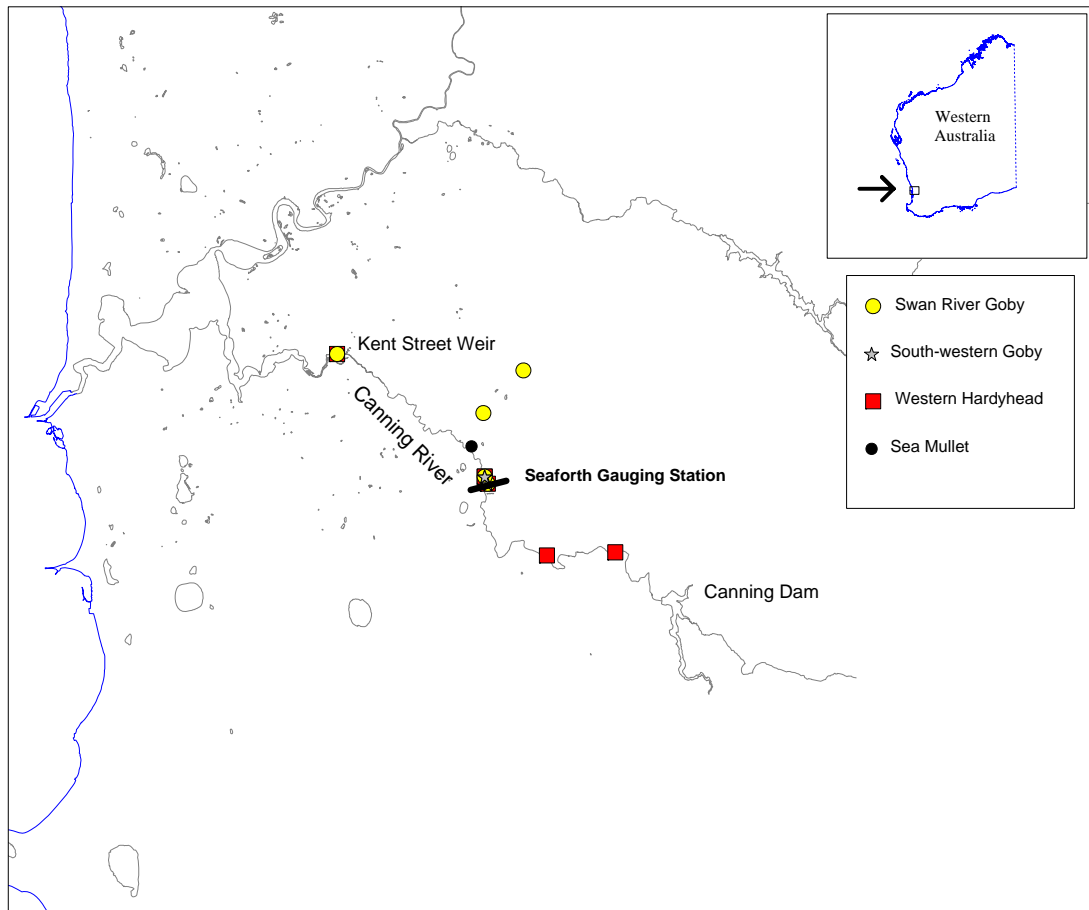 Western
Australia
Swan River Goby
South-western Goby
Western Hardyhead
Sea Mullet
Kent Street Weir
Canning River
Seaforth Gauging Station
Canning Dam